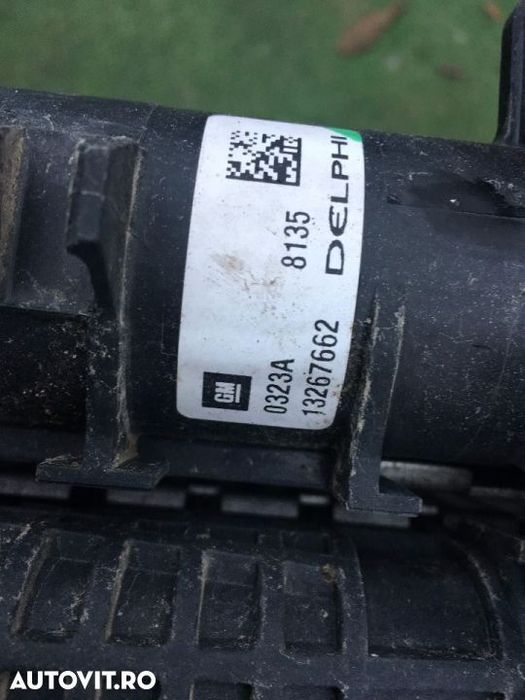 DELPHI
8135
GM
0323A
13267662
AUTOVIT.RO